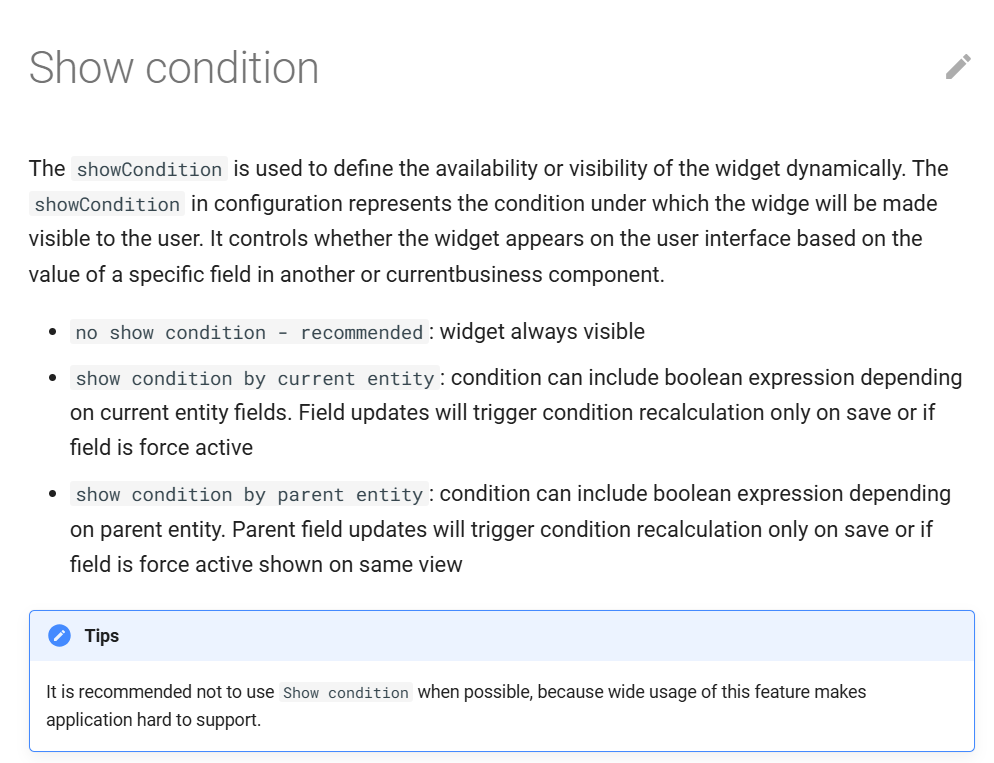 Show condition
The showCondition is used to define the availability or visibility of the widget dynamically. The
showCondition in configuration represents the condition under which the widge will be made
visible to the user. It controls whether the widget appears on the user interface based on the
value of a specific field in another or currentbusiness component.
no show condition - recommended: widget always visible
show condition by current entity: condition can include boolean expression depending
on current entity fields. Field updates will trigger condition recalculation only on save or if
field is force active
show condition by parent entity: condition can include boolean expression depending
on parent entity. Parent field updates will trigger condition recalculation only on save or if
field is force active shown on same view
Tips
It is recommended not to use Show condition when possible, because wide usage of this feature makes
application hard to support.